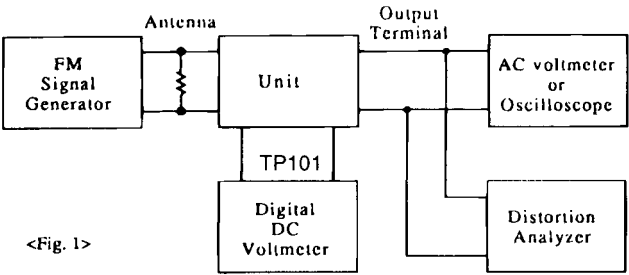 Antenna
Output
Terminal
FM
Signal
Generator
Unit
AC voltmeter
or
Oscilloscope
TP101
Digital
DC
Voltmeter
Distortion
Analyzer
<Fig. 1>